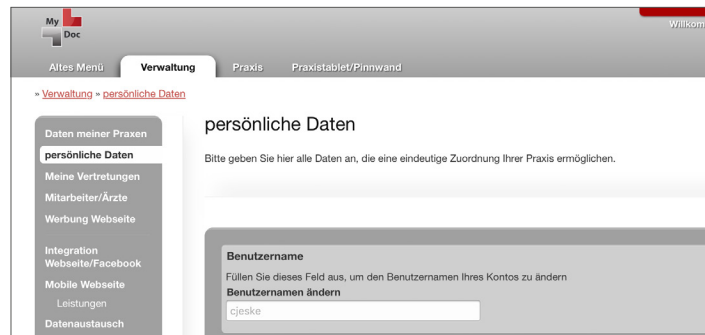 My
Doc
Willkom
Altes Menü Verwaltung Praxis Praxistablet/Pinnwand
» Verwaltung » persönliche Daten
Daten meiner Praxen
persönliche Daten
Meine Vertretungen
Mitarbeiter/Ärzte
Werbung Webseite
Integration
Webseite/Facebook
Mobile Webseite
Leistungen
Datenaustausch
persönliche Daten
Bitte geben Sie hier alle Daten an, die eine eindeutige Zuordnung Ihrer Praxis ermöglichen.
Benutzername
Füllen Sie dieses Feld aus, um den Benutzernamen Ihres Kontos zu ändern
Benutzernamen ändern
cjeske